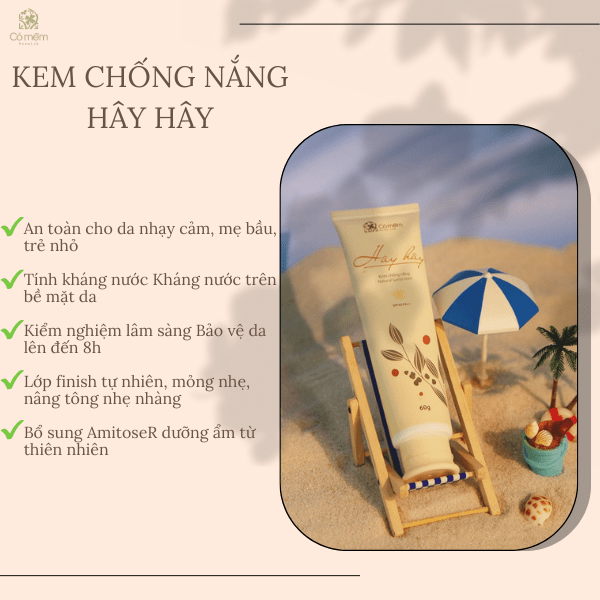 Cỏ mềm
KEM CHỐNG NẮNG
HÂY HÂY
An toàn cho da nhạy cảm, mẹ bầu,
trẻ nhỏ
Tính kháng nước Kháng nước trên
bề mặt da
Kiểm nghiệm lâm sàng Bảo vệ da
lên đến 8h
Lớp finish tự nhiên, mỏng nhẹ,
nâng tông nhẹ nhàng
Bổ sung AmitoseR dưỡng ẩm từ
thiên nhiên
Cỏ mềm
Hây hây
Kem chống nắng
60g